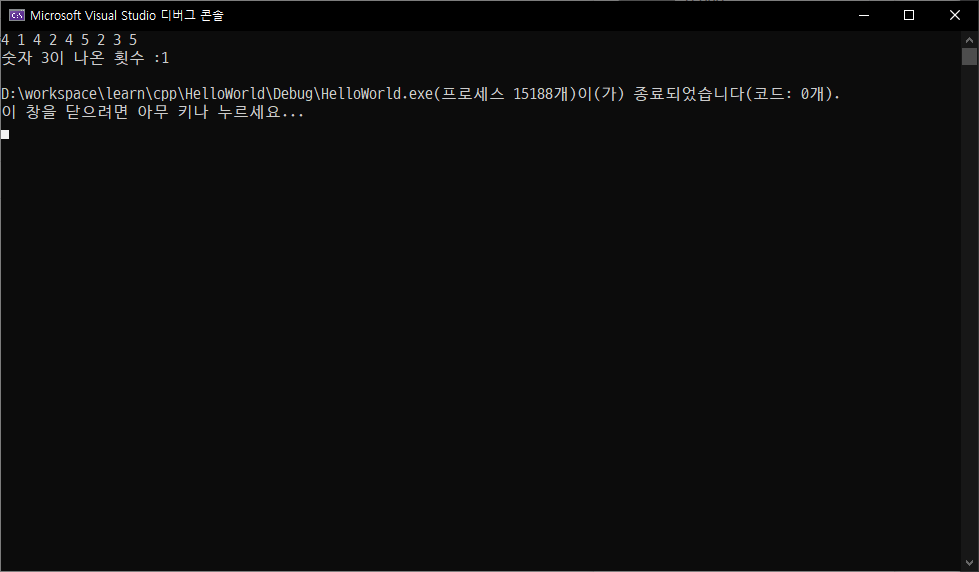 Microsoft Visual Studio 디버그 콘솔
4 1 4 2 4 5 2 3 5
숫자 3이 나온 횟수 :1
D:\workspace\learn\cpp\HelloWorld\Debug\HelloWorld.exe(프로세스 15188개)이(가) 종료되었습니다(코드: 0개).
이 창을 닫으려면 아무 키나 누르세요...